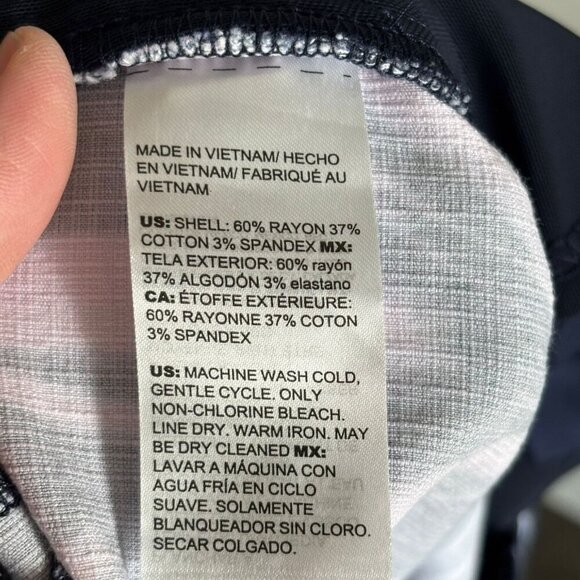 MADE IN VIETNAM/ HECHO
EN VIETNAM/ FABRIQUÉ AU
VIETNAM
US: SHELL: 60% RAYON 37%
COTTON 3% SPANDEX MX:
TELA EXTERIOR: 60% rayón
37% ALGODÓN 3% elastano
CA: ÉTOFFE EXTÉRIEURE:
60% RAYONNE 37% COTON
3% SPANDEX
US: MACHINE WASH COLD,
GENTLE CYCLE. ONLY
NON-CHLORINE BLEACH.
LINE DRY. WARM IRON. MAY
BE DRY CLEANED MX:
LAVAR A MÁQUINA CON
AGUA FRÍA EN CICLO
SUAVE. SOLAMENTE
BLANQUEADOR SIN CLORO.
SECAR COLGADO.